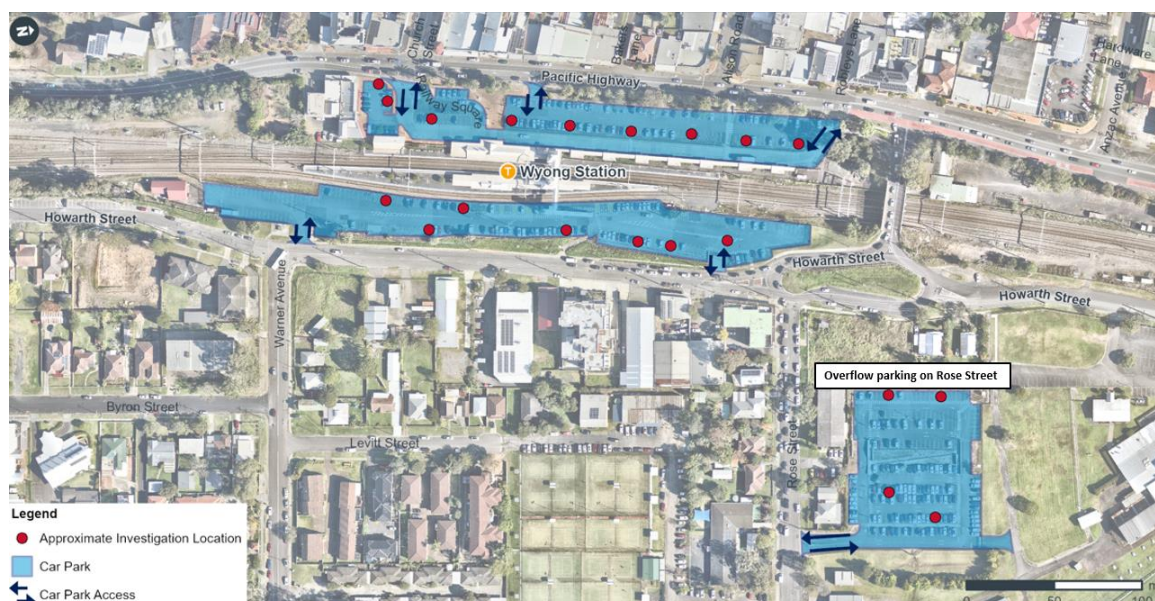 Z
Church
Street
Railway Square
Bakers
Lane
Alison Road
Rankens Lane
Hardware
Lane
Anzac Avenue
Pacific Highway
T Wyong Station
Howarth Street
Howarth Street
Howarth Street
Warner Avenue
Overflow parking on Rose Street
Byron Street
Levitt Street
Rose Street
Legend
Approximate Investigation Location
Car Park
Car Park Access
0
50
100 m